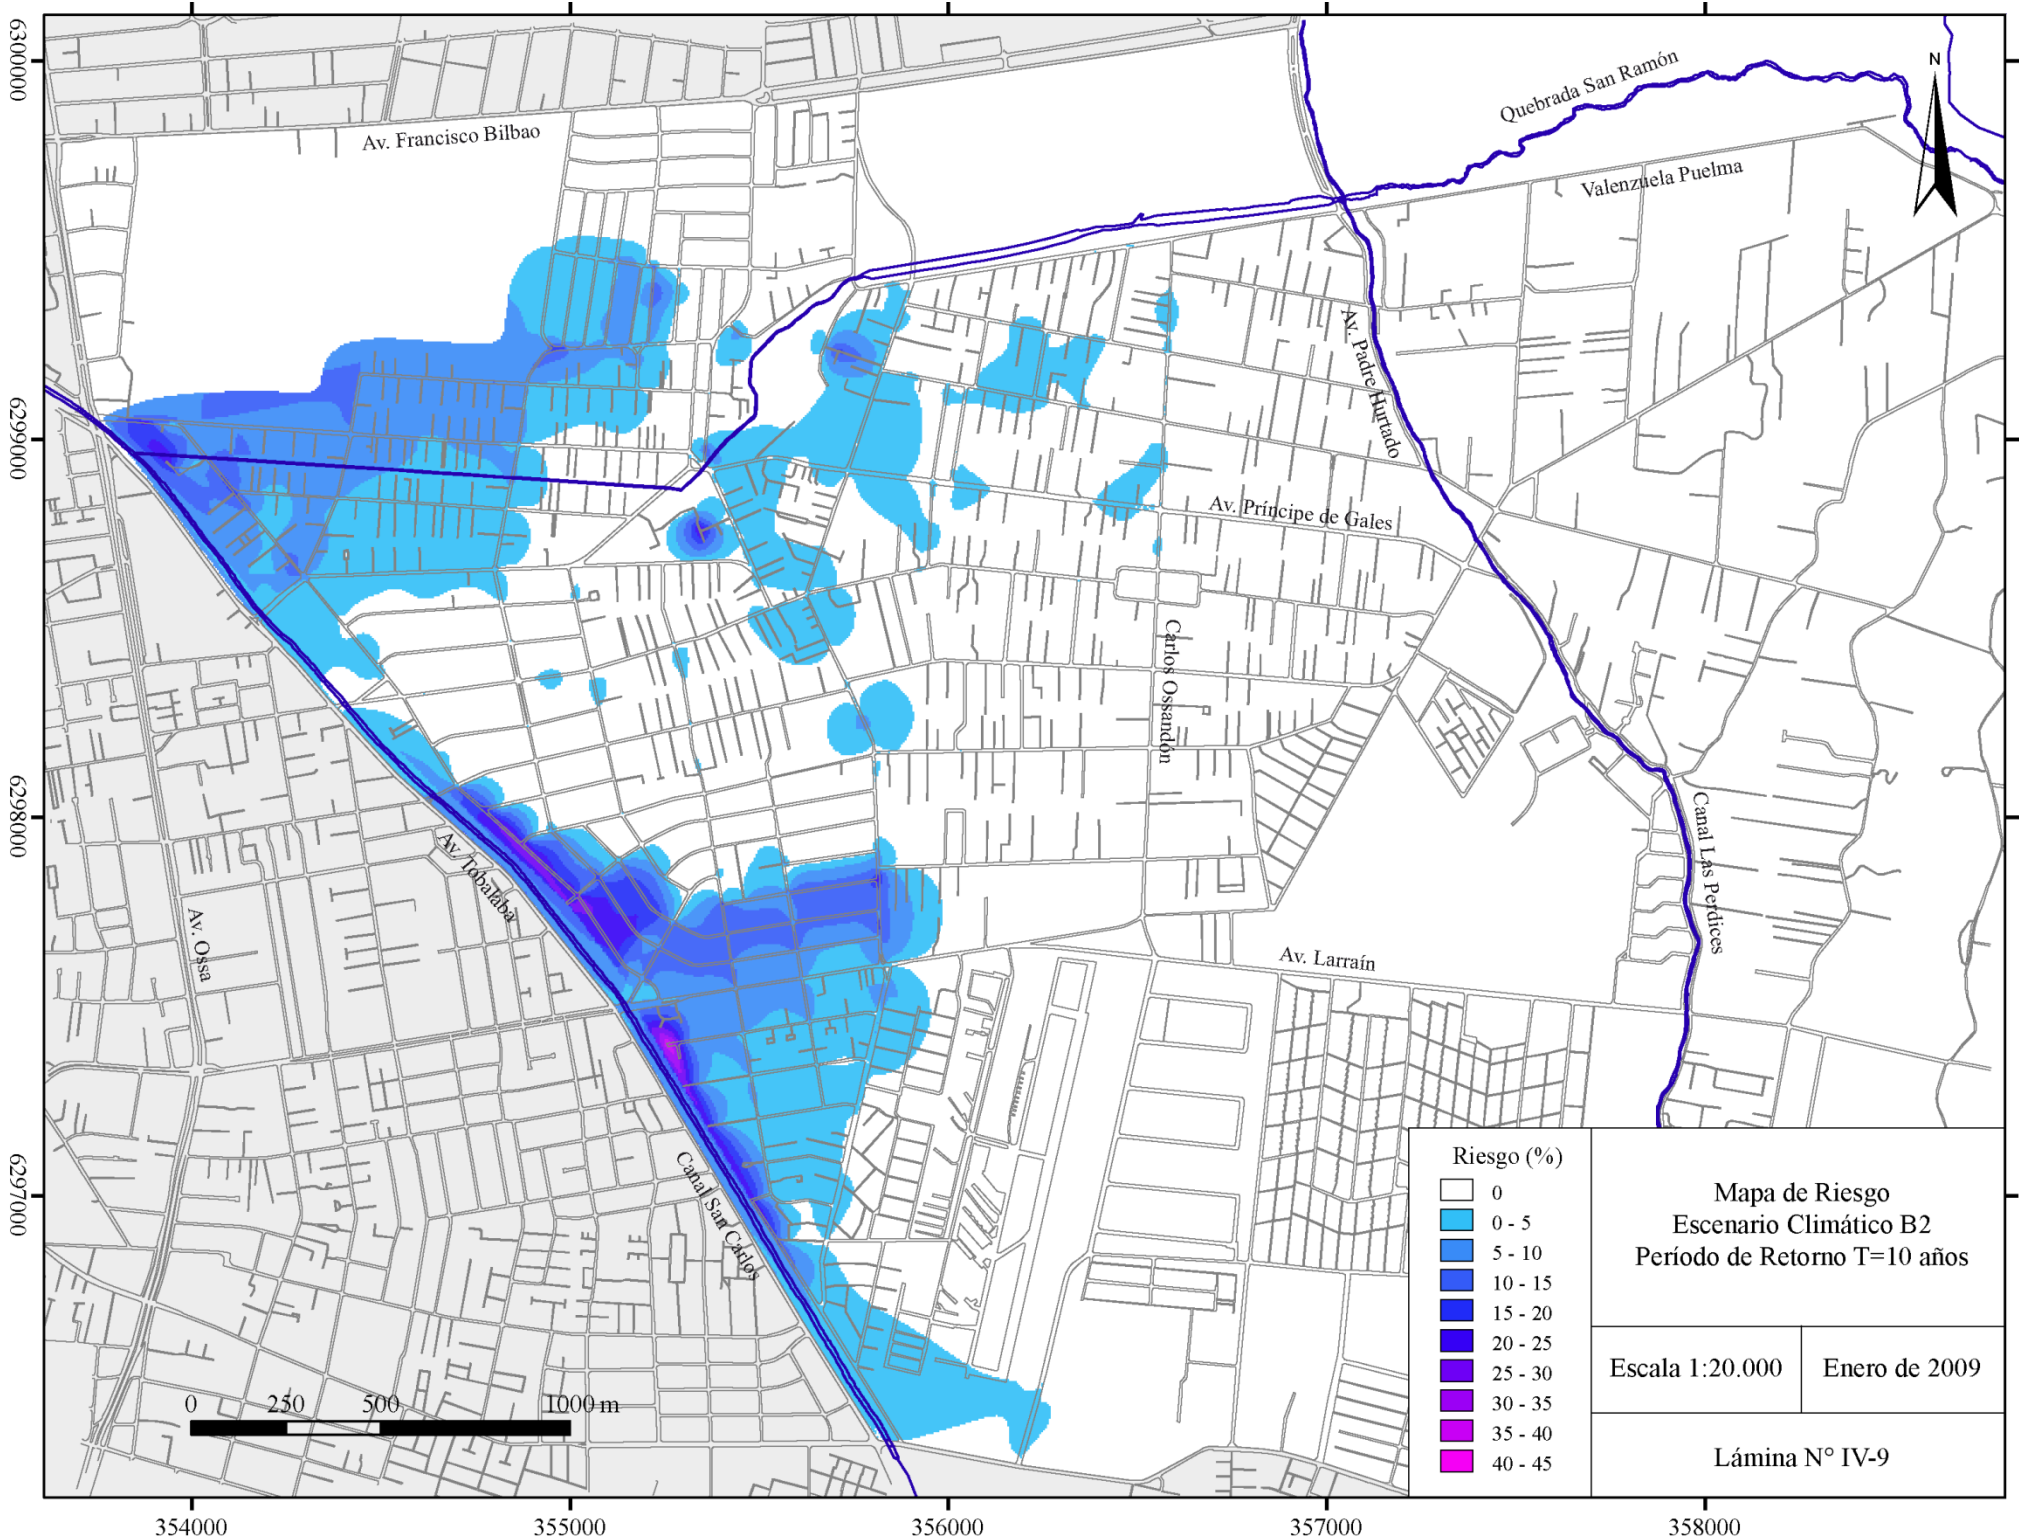 6300000
N
Quebrada San Ramón
Av. Francisco Bilbao
Valenzuela Puelma
Av. Padre Hurtado
6299000
Av. Príncipe de Gales
Carlos Ossandón
6298000
Av. Tobalaba
Canal Las Perdices
Av. Ossa
Av. Larraín
6297000
Canal San Carlos
0 250 500 1000 m
Riesgo (%)
0
0 - 5
5 - 10
10 - 15
15 - 20
20 - 25
25 - 30
30 - 35
35 - 40
40 - 45
Mapa de Riesgo
Escenario Climático B2
Período de Retorno T=10 años
Escala 1:20.000
Enero de 2009
Lámina N° IV-9
354000 355000 356000 357000 358000